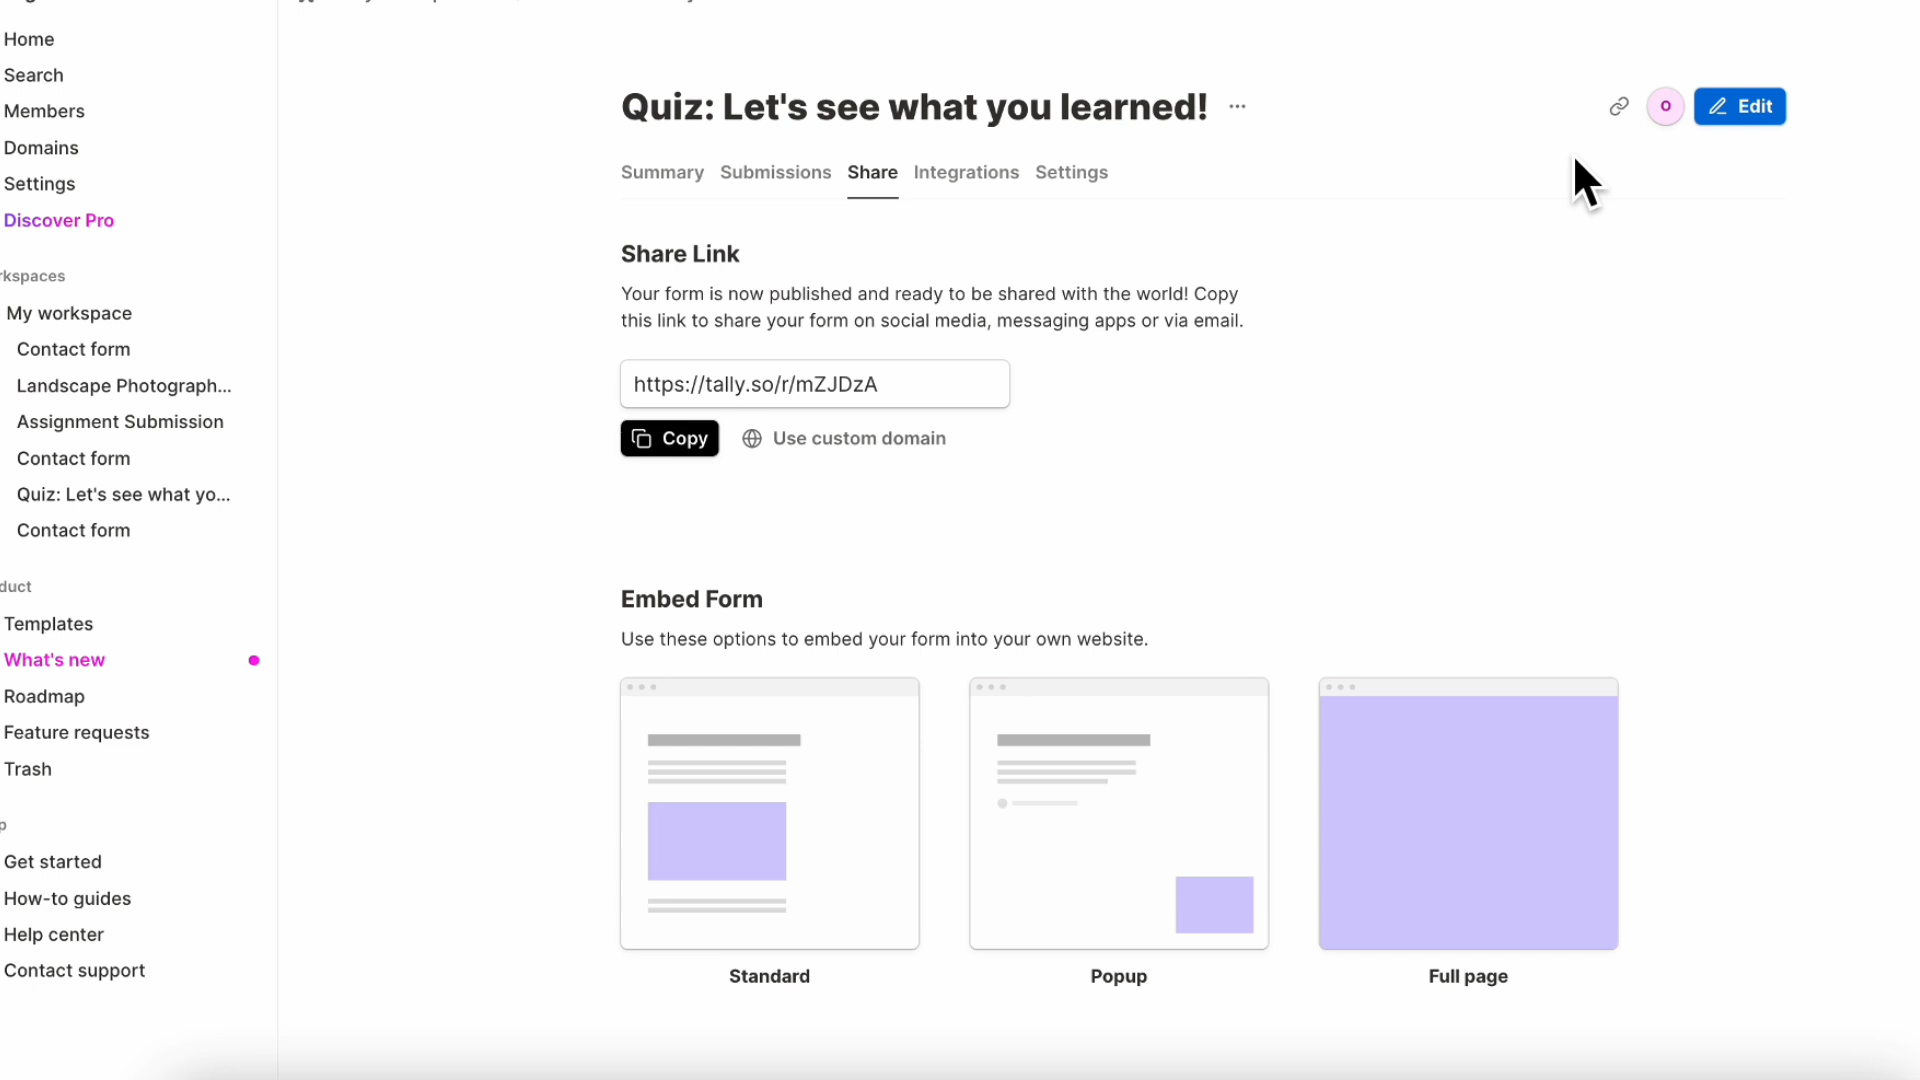 Home
Search
Members
Domains
Settings
Discover Pro
rkspaces
My workspace
Contact form
Landscape Photograph...
Assignment Submission
Contact form
Quiz: Let's see what yo...
Contact form
duct
Templates
What's new
Roadmap
Feature requests
Trash
p
Get started
How-to guides
Help center
Contact support
Quiz: Let's see what you learned!
O
Edit
Summary Submissions Share Integrations Settings
Share Link
Your form is now published and ready to be shared with the world! Copy
this link to share your form on social media, messaging apps or via email.
https://tally.so/r/mZJDzA
Copy Use custom domain
Embed Form
Use these options to embed your form into your own website.
Standard Popup Full page